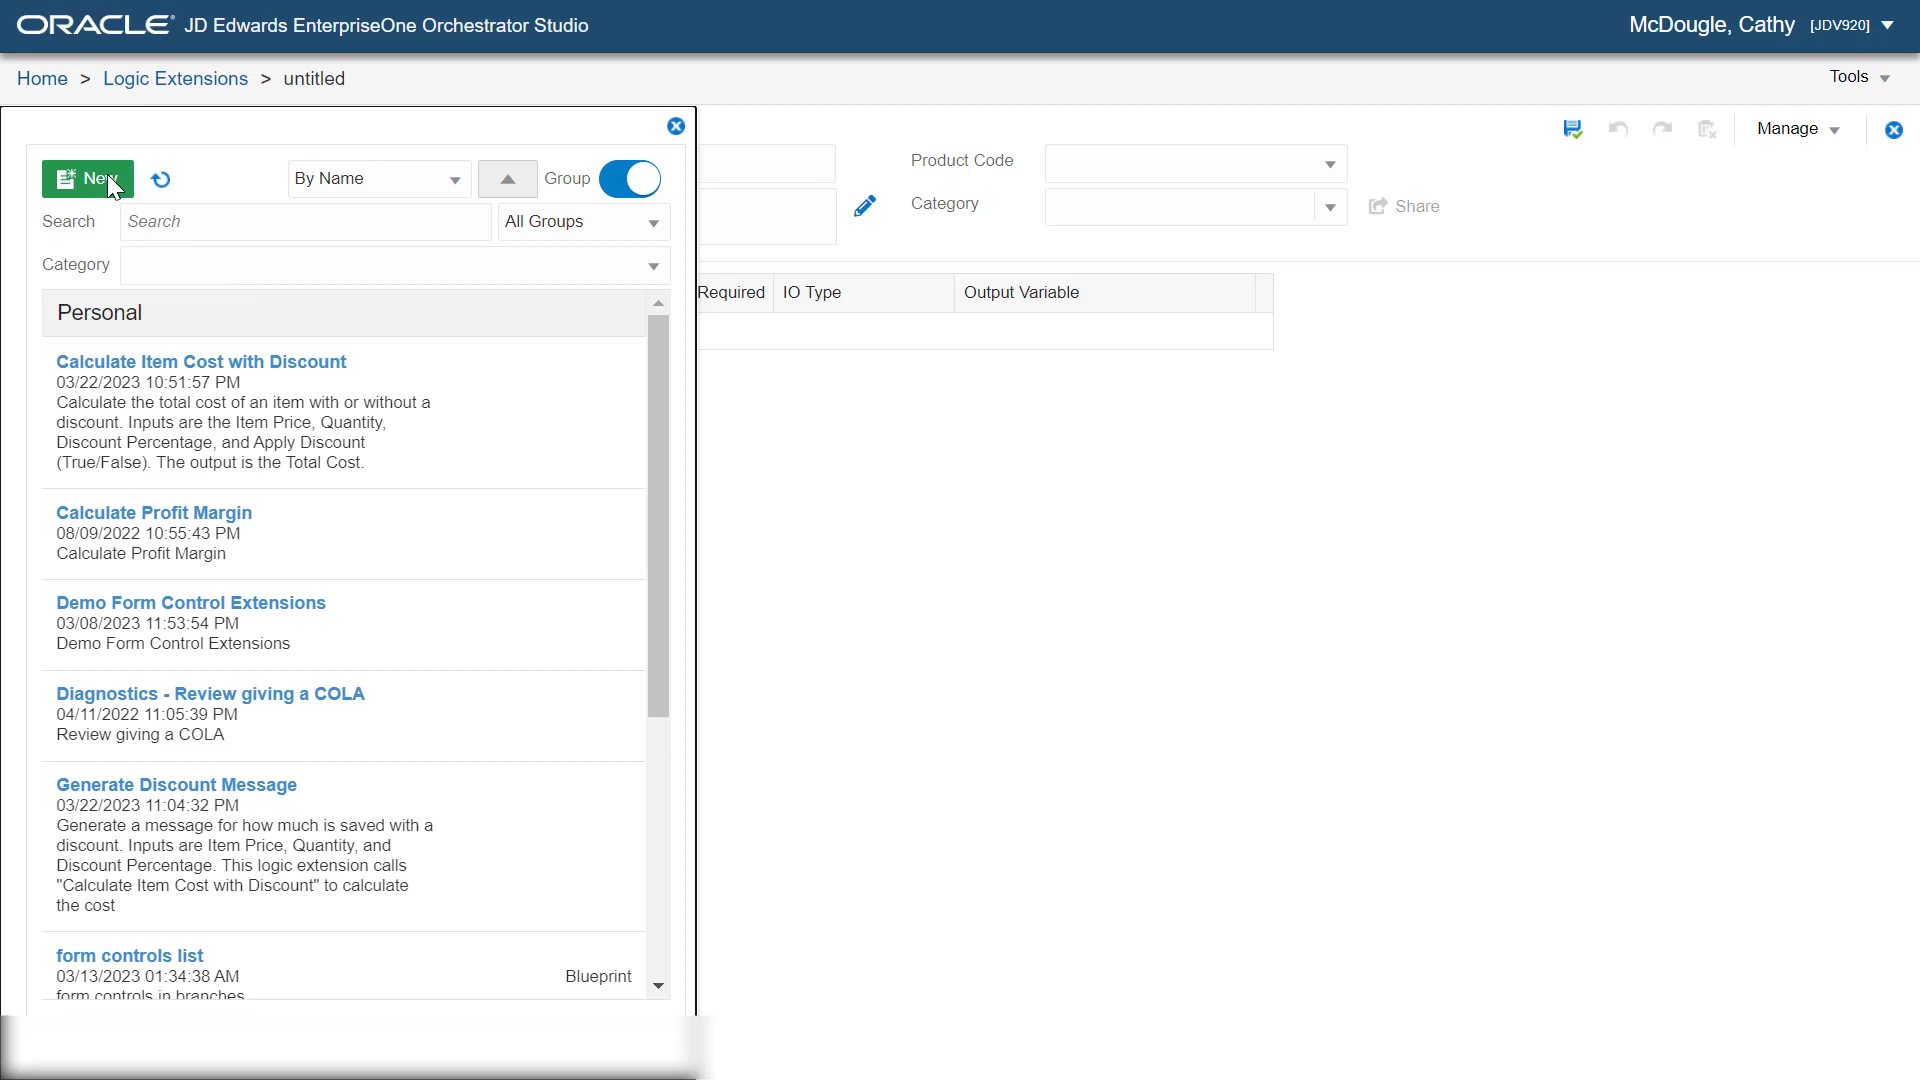 ORACLE JD Edwards EnterpriseOne Orchestrator Studio
McDougle, Cathy [JDV920]
Home > Logic Extensions > untitled
Tools
Manage
New
By Name
Group
Search
Search
All Groups
Category
Product Code
Category
Share
Required
IO Type
Output Variable
Personal
Calculate Item Cost with Discount
03/22/2023 10:51:57 PM
Calculate the total cost of an item with or without a
discount. Inputs are the Item Price, Quantity,
Discount Percentage, and Apply Discount
(True/False). The output is the Total Cost.
Calculate Profit Margin
08/09/2022 10:55:43 PM
Calculate Profit Margin
Demo Form Control Extensions
03/08/2023 11:53:54 PM
Demo Form Control Extensions
Diagnostics - Review giving a COLA
04/11/2022 11:05:39 PM
Review giving a COLA
Generate Discount Message
03/22/2023 11:04:32 PM
Generate a message for how much is saved with a
discount. Inputs are Item Price, Quantity, and
Discount Percentage. This logic extension calls
"Calculate Item Cost with Discount" to calculate
the cost
form controls list
03/13/2023 01:34:38 AM
Blueprint
form controls in branches